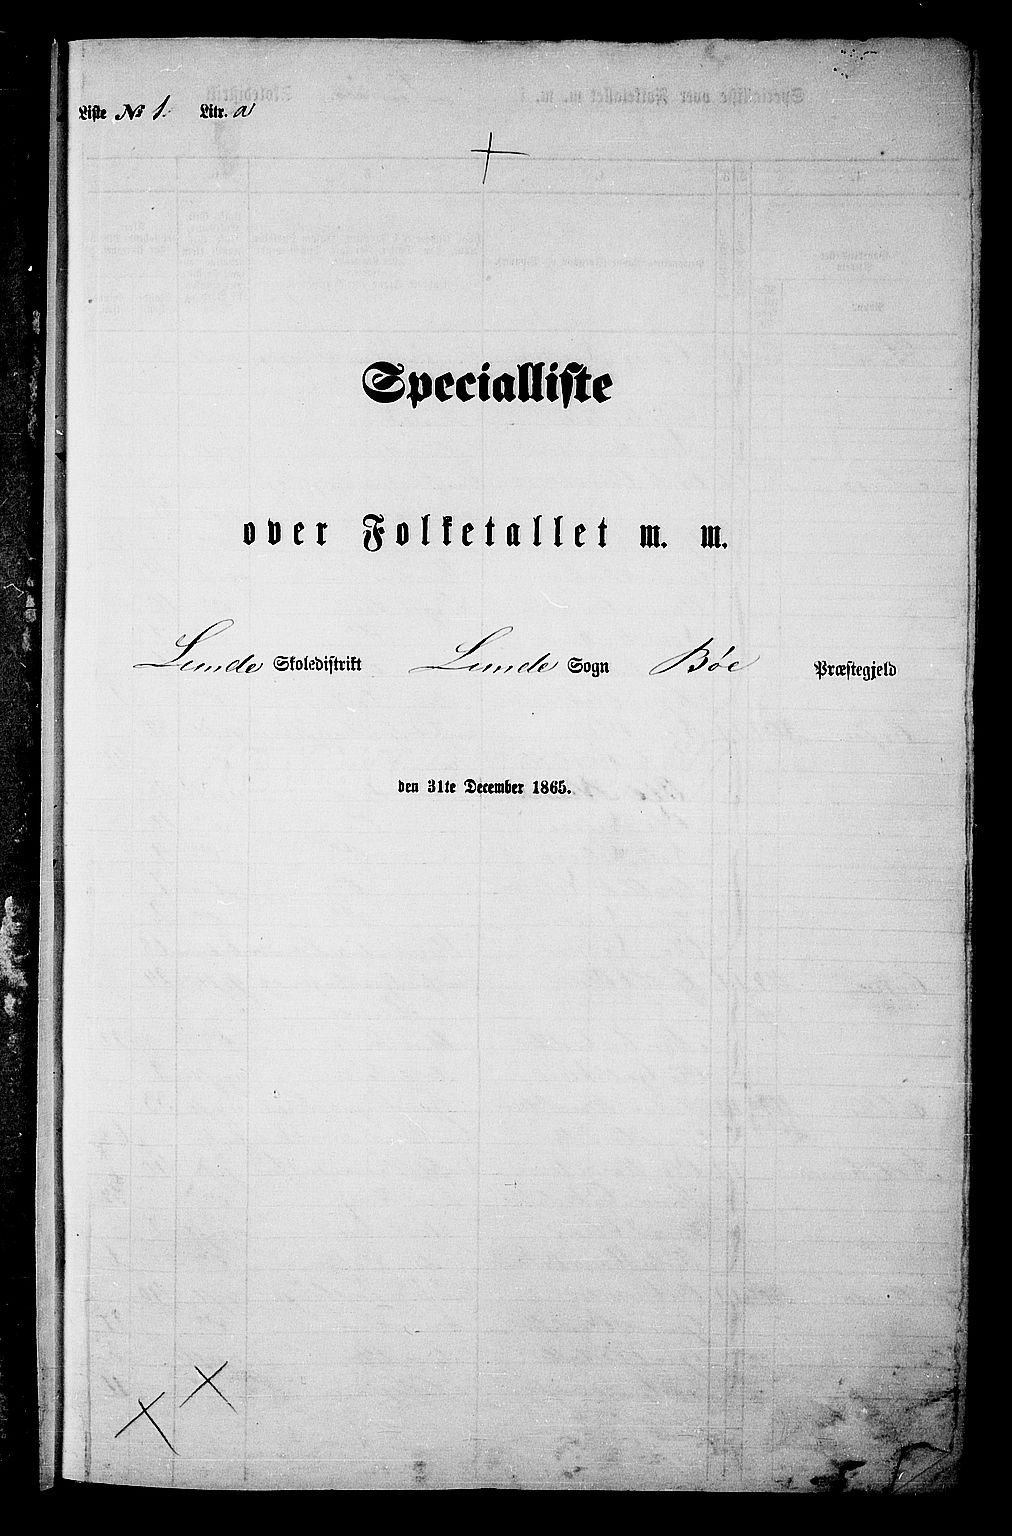 Liste № 1. Litr. a
Specialliste
over Folketallet m. m.
Lunde Skoledistrikt Lunde Sogn Bøe Præstegjeld
den 31te December 1865.